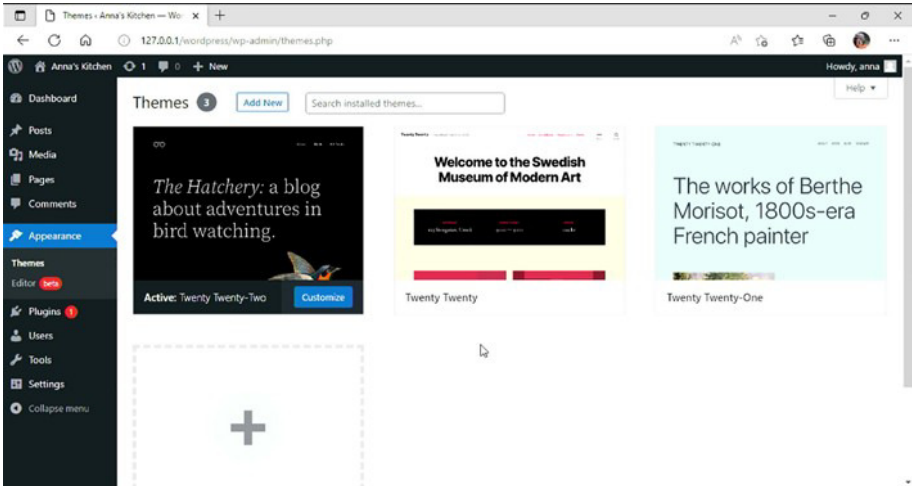 Themes ‹ Anna's Kitchen — Wo
127.0.0.1/wordpress/wp-admin/themes.php
Anna's Kitchen 1 0 + New Howdy, anna
Dashboard
Posts
Media
Pages
Comments
Appearance
Themes
Editor beta
Plugins 1
Users
Tools
Settings
Collapse menu
Help
Themes 3 Add New Search installed themes...
The Hatchery: a blog
about adventures in
bird watching.
Active: Twenty Twenty-Two Customize
Twenty Twenty
Welcome to the Swedish
Museum of Modern Art
Twenty Twenty
The works of Berthe
Morisot, 1800s-era
French painter
Twenty Twenty-One